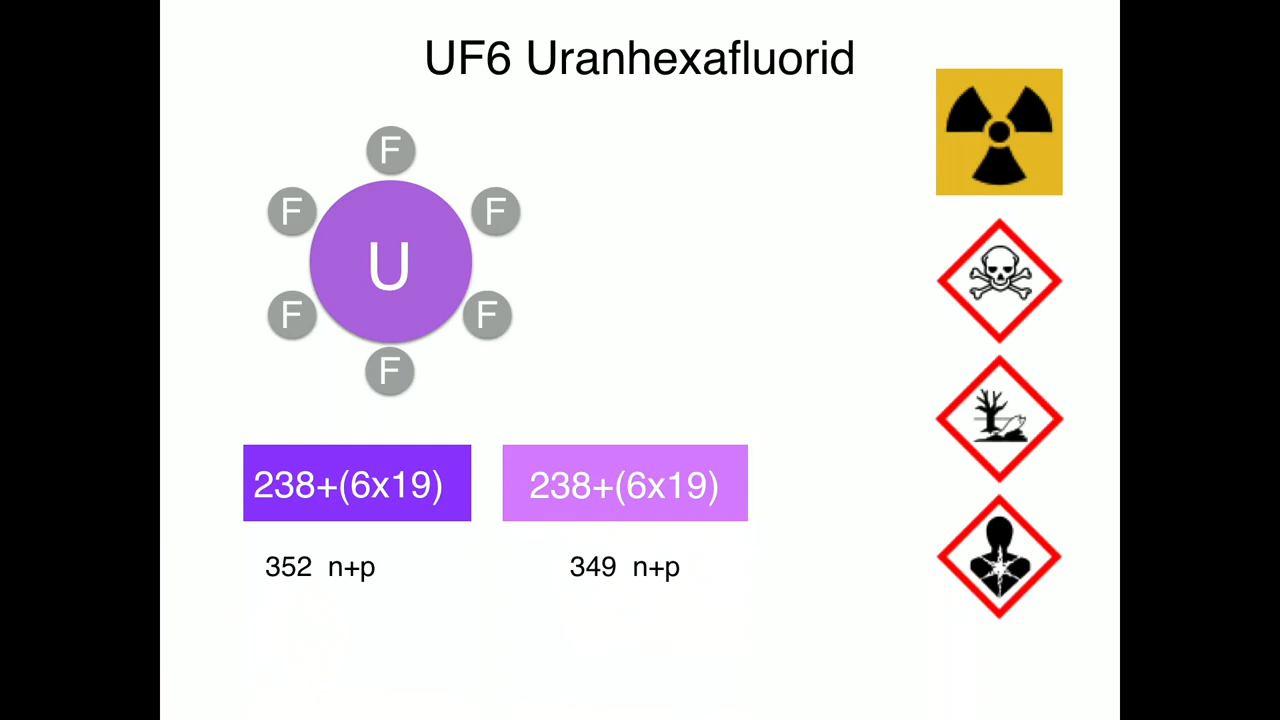 UF6 Uranhexafluorid
F
F
F
U
F
F
F
238+(6x19)
238+(6x19)
352 n+p
349 n+p